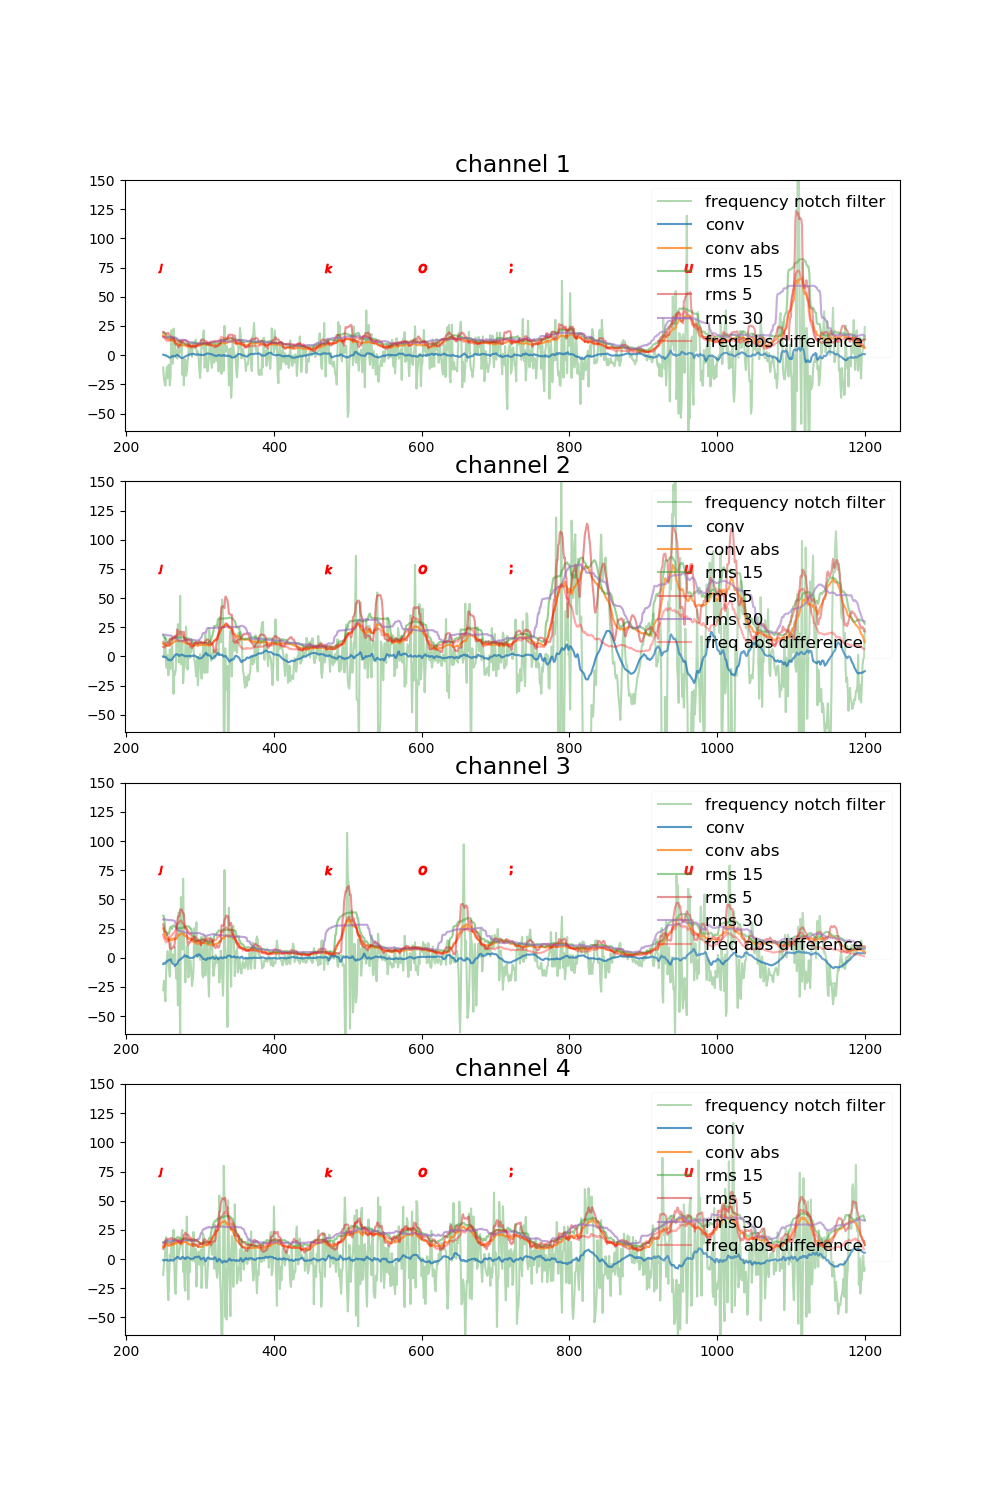 channel 1
150
125
100
75
50
25
0
−25
−50
J k o ; u
frequency notch filter
conv
conv abs
rms 15
rms 5
rms 30
freq abs difference
200 400 600 800 1000 1200
channel 2
150
125
100
75
50
25
0
−25
−50
J k o ; u
frequency notch filter
conv
conv abs
rms 15
rms 5
rms 30
freq abs difference
200 400 600 800 1000 1200
channel 3
150
125
100
75
50
25
0
−25
−50
J k o ; u
frequency notch filter
conv
conv abs
rms 15
rms 5
rms 30
freq abs difference
200 400 600 800 1000 1200
channel 4
150
125
100
75
50
25
0
−25
−50
J k o ; u
frequency notch filter
conv
conv abs
rms 15
rms 5
rms 30
freq abs difference
200 400 600 800 1000 1200